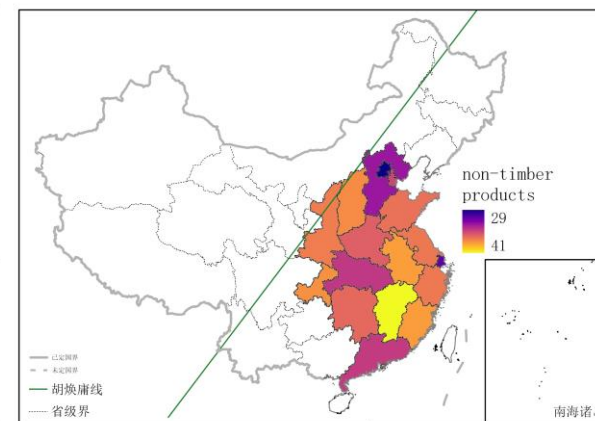 non-timber
products
29
41
已定国界
未定国界
胡焕庸线
省级界
南海诸